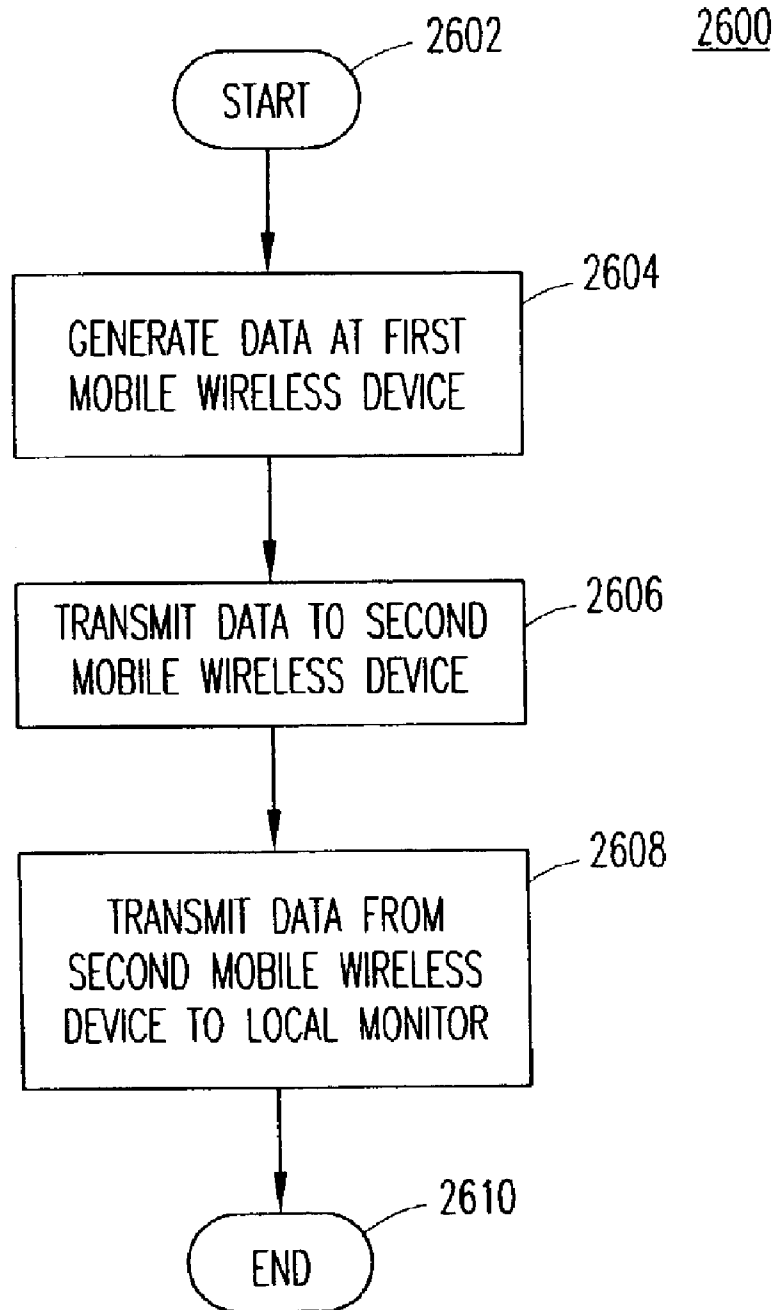 2600
2602
START
2604
GENERATE DATA AT FIRST
MOBILE WIRELESS DEVICE
2606
TRANSMIT DATA TO SECOND
MOBILE WIRELESS DEVICE
2608
TRANSMIT DATA FROM
SECOND MOBILE WIRELESS
DEVICE TO LOCAL MONITOR
2610
END